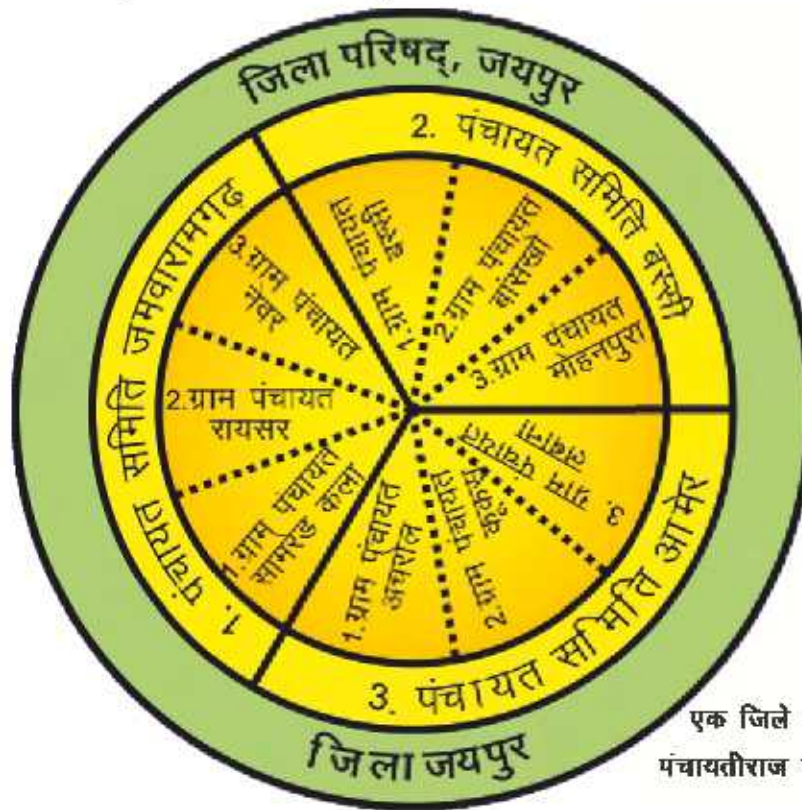 जिला परिषद्, जयपुर
2. पंचायत समिति बस्सी
1. ग्राम पंचायत
बस्सी
2.ग्राम पंचायत
बांसखो
3.ग्राम पंचायत
मोहनपुरा
1. पंचायत समिति जमवारामगढ
3.ग्राम पंचायत
नेवर
2.ग्राम पंचायत
रायसर
1.ग्राम पंचायत
सामरेड कला
3. पंचायत समिति आमेर
1.ग्राम पंचायत
अचरोल
2.ग्राम पंचायत
कूकस
3. ग्राम पंचायत
लबाना
जिला जयपुर
एक जिले
पंचायतीराज